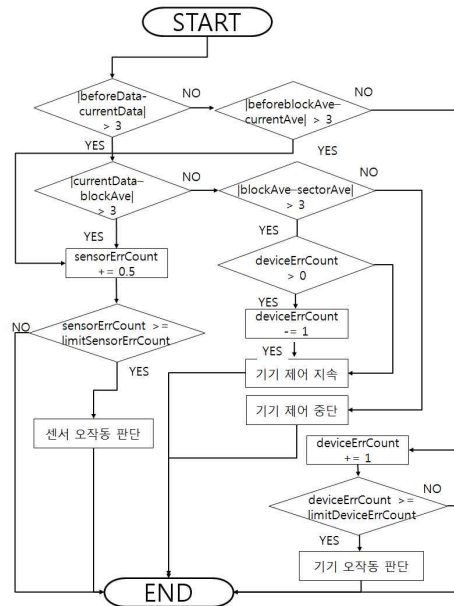 START
|beforeData-
currentData|
> 3
NO
|beforeblockAve-
currentAve| > 3
NO
YES
YES
|currentData-
blockAve|
> 3
NO
|blockAve-sectorAve|
> 3
NO
YES
YES
sensorErrCount
+= 0.5
deviceErrCount
> 0
YES
deviceErrCount
-= 1
NO
sensorErrCount >=
limitSensorErrCount
YES
YES
기기 제어 지속
기기 제어 중단
센서 오작동 판단
deviceErrCount
+= 1
deviceErrCount >=
limitDeviceErrCount
NO
YES
기기 오작동 판단
END